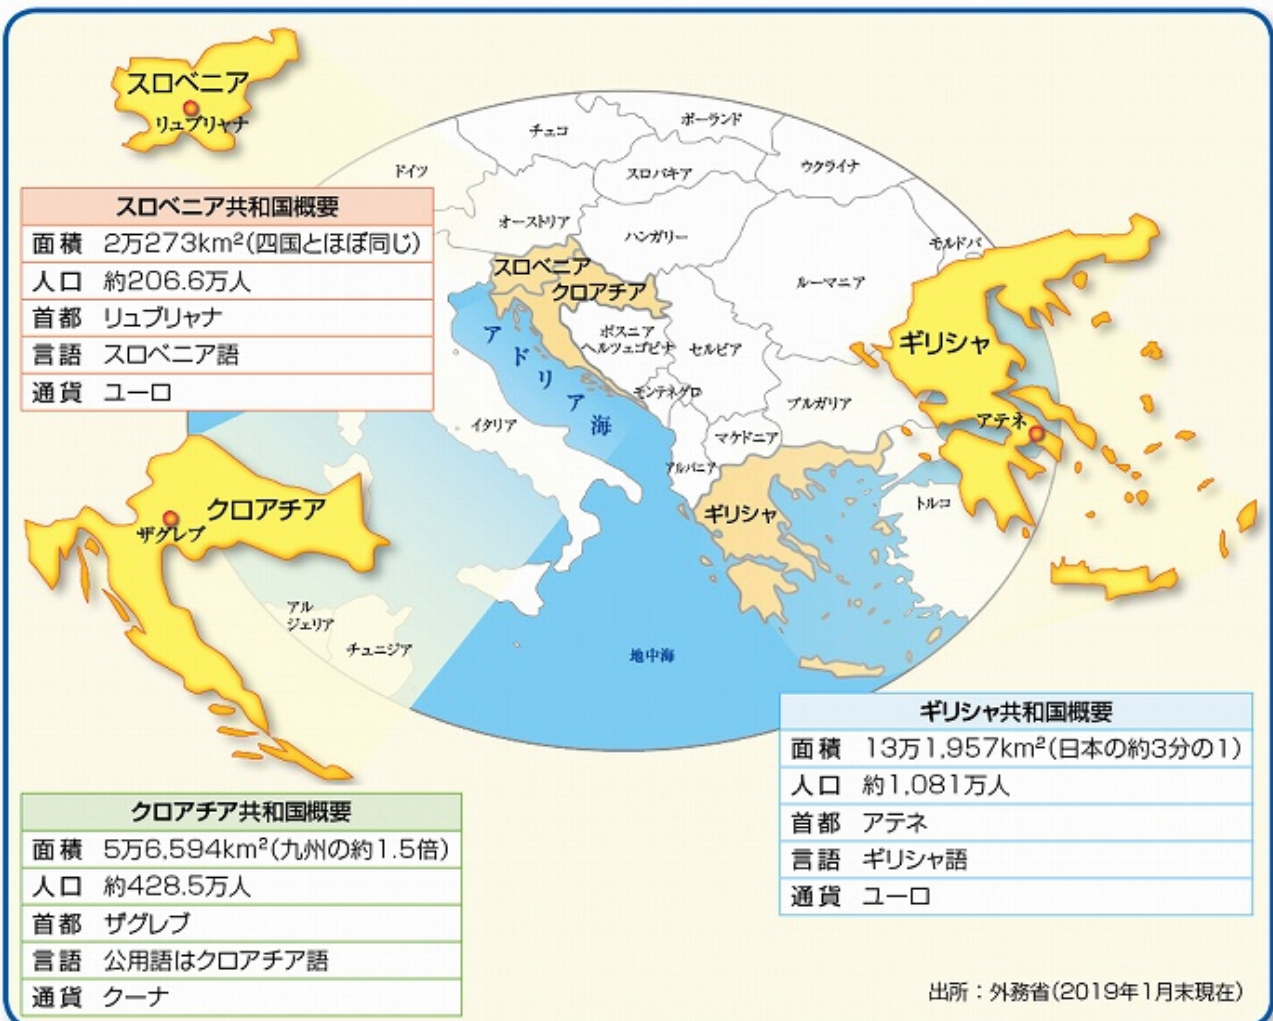 スロベニア
リュブリャナ
スロベニア共和国概要
面積 2万273km²(四国とほぼ同じ)
人口 約206.6万人
首都 リュブリャナ
言語 スロベニア語
通貨 ユーロ
ドイツ
チェコ
ポーランド
スロバキア
ウクライナ
オーストリア
ハンガリー
モルドバ
スロベニア
クロアチア
ルーマニア
ボスニア
ヘルツェゴビナ
セルビア
アドリア海
モンテネグロ
ブルガリア
イタリア
マケドニア
アルバニア
ギリシャ
トルコ
アル
ジェリア
チュニジア
地中海
ギリシャ
アテネ
クロアチア
ザグレブ
ギリシャ共和国概要
面積 13万1,957km²(日本の約3分の1)
人口 約1,081万人
首都 アテネ
言語 ギリシャ語
通貨 ユーロ
クロアチア共和国概要
面積 5万6,594km²(九州の約1.5倍)
人口 約428.5万人
首都 ザグレブ
言語 公用語はクロアチア語
通貨 クーナ
出所：外務省(2019年1月末現在)